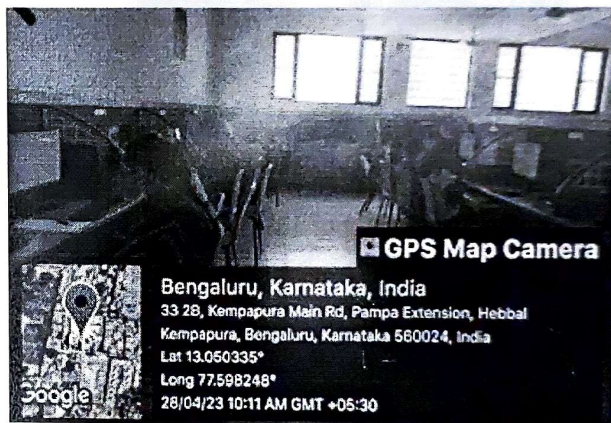 GPS Map Camera
Bengaluru, Karnataka, India
33 28, Kempapura Main Rd, Pampa Extension, Hebbal
Kempapura, Bengaluru, Karnataka 560024, India
Lat 13.050335°
Long 77.598248°
28/04/23 10:11 AM GMT +05:30
Google